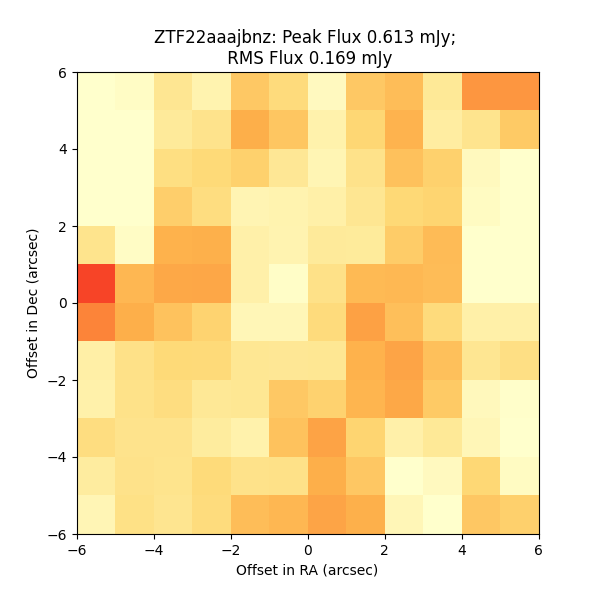 ZTF22aaajbnz: Peak Flux 0.613 mJy;
RMS Flux 0.169 mJy
6
4
2
0
−2
−4
−6
Offset in Dec (arcsec)
−6 −4 −2 0 2 4 6
Offset in RA (arcsec)